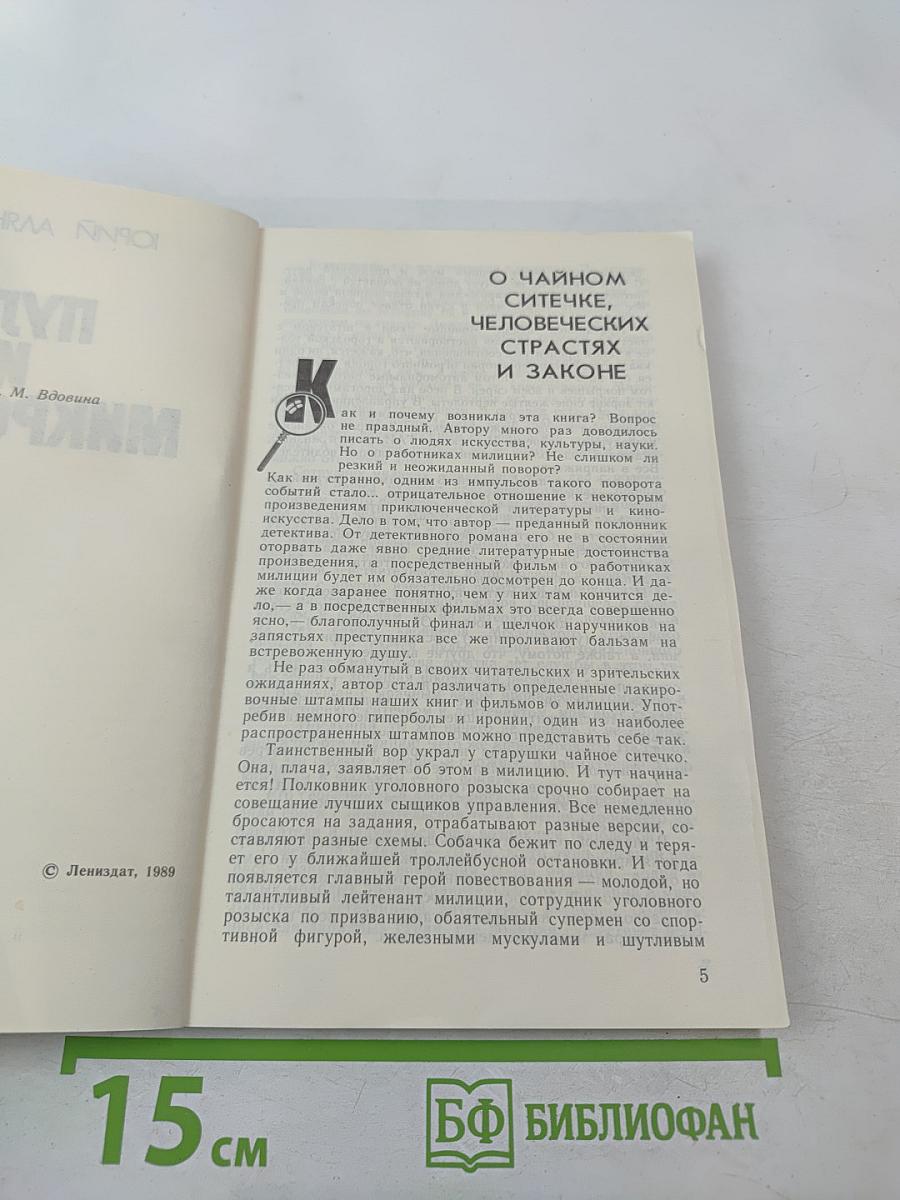 М. Вдовина
© Лениздат, 1989
О ЧАЙНОМ
СИТЕЧКЕ,
ЧЕЛОВЕЧЕСКИХ
СТРАСТЯХ
И ЗАКОНЕ
Как и почему возникла эта книга? Вопрос
не праздный. Автору много раз доводилось
писать о людях искусства, культуры, науки.
Но о работниках милиции? Не слишком ли
резкий и неожиданный поворот?
Как ни странно, одним из импульсов такого поворота
событий стало... отрицательное отношение к некоторым
произведениям приключенческой литературы и кино-
искусства. Дело в том, что автор — преданный поклонник
детектива. От детективного романа его не в состоянии
оторвать даже явно средние литературные достоинства
произведения, а посредственный фильм о работниках
милиции будет им обязательно досмотрен до конца. И да-
же когда заранее понятно, чем у них там кончится де-
ло,— а в посредственных фильмах это всегда совершенно
ясно,— благополучный финал и щелчок наручников на
запястьях преступника все же проливают бальзам на
встревоженную душу.
Не раз обманутый в своих читательских и зрительских
ожиданиях, автор стал различать определенные лакиро-
вочные штампы наших книг и фильмов о милиции. Упот-
ребив немного гиперболы и иронии, один из наиболее
распространенных штампов можно представить себе так.
Таинственный вор украл у старушки чайное ситечко.
Она, плача, заявляет об этом в милицию. И тут начина-
ется! Полковник уголовного розыска срочно собирает на
совещание лучших сыщиков управления. Все немедленно
бросаются на задания, отрабатывают разные версии, со-
ставляют разные схемы. Собачка бежит по следу и теря-
ет его у ближайшей троллейбусной остановки. И тогда
появляется главный герой повествования — молодой, но
талантливый лейтенант милиции, сотрудник уголовного
розыска по призванию, обаятельный супермен со спор-
тивной фигурой, железными мускулами и шутливым
5
15 см
БФ БИБЛИОФАН